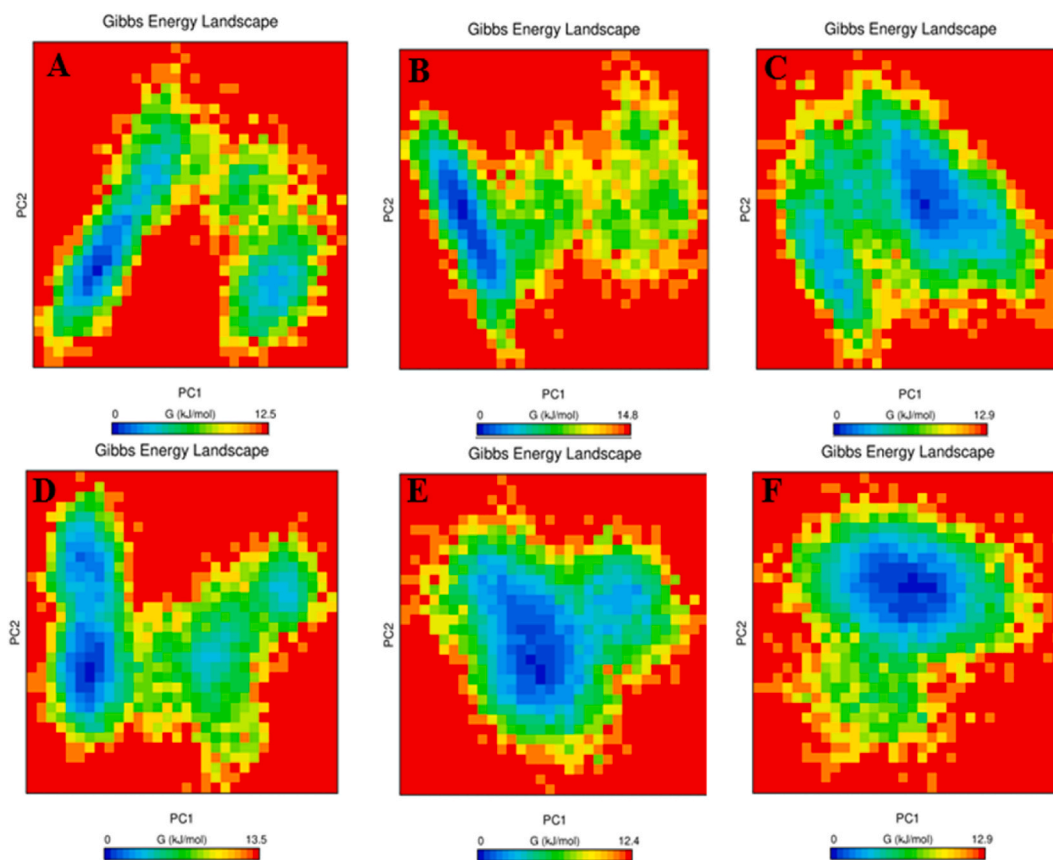 Gibbs Energy Landscape
A
PC2
PC1
0 G (kJ/mol) 12.5
Gibbs Energy Landscape
B
PC2
PC1
0 G (kJ/mol) 14.8
Gibbs Energy Landscape
C
PC2
PC1
0 G (kJ/mol) 12.9
Gibbs Energy Landscape
D
PC2
PC1
0 G (kJ/mol) 13.5
Gibbs Energy Landscape
E
PC2
PC1
0 G (kJ/mol) 12.4
Gibbs Energy Landscape
F
PC2
PC1
0 G (kJ/mol) 12.9